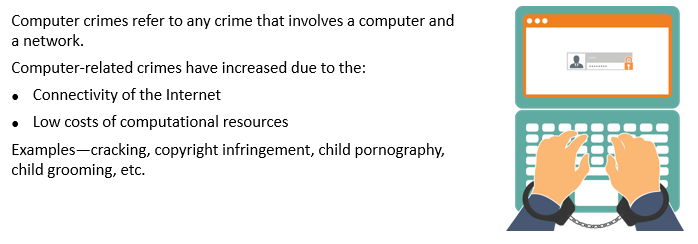 Computer crimes refer to any crime that involves a computer and
a network.
Computer-related crimes have increased due to the:
• Connectivity of the Internet
• Low costs of computational resources
Examples—cracking, copyright infringement, child pornography,
child grooming, etc.